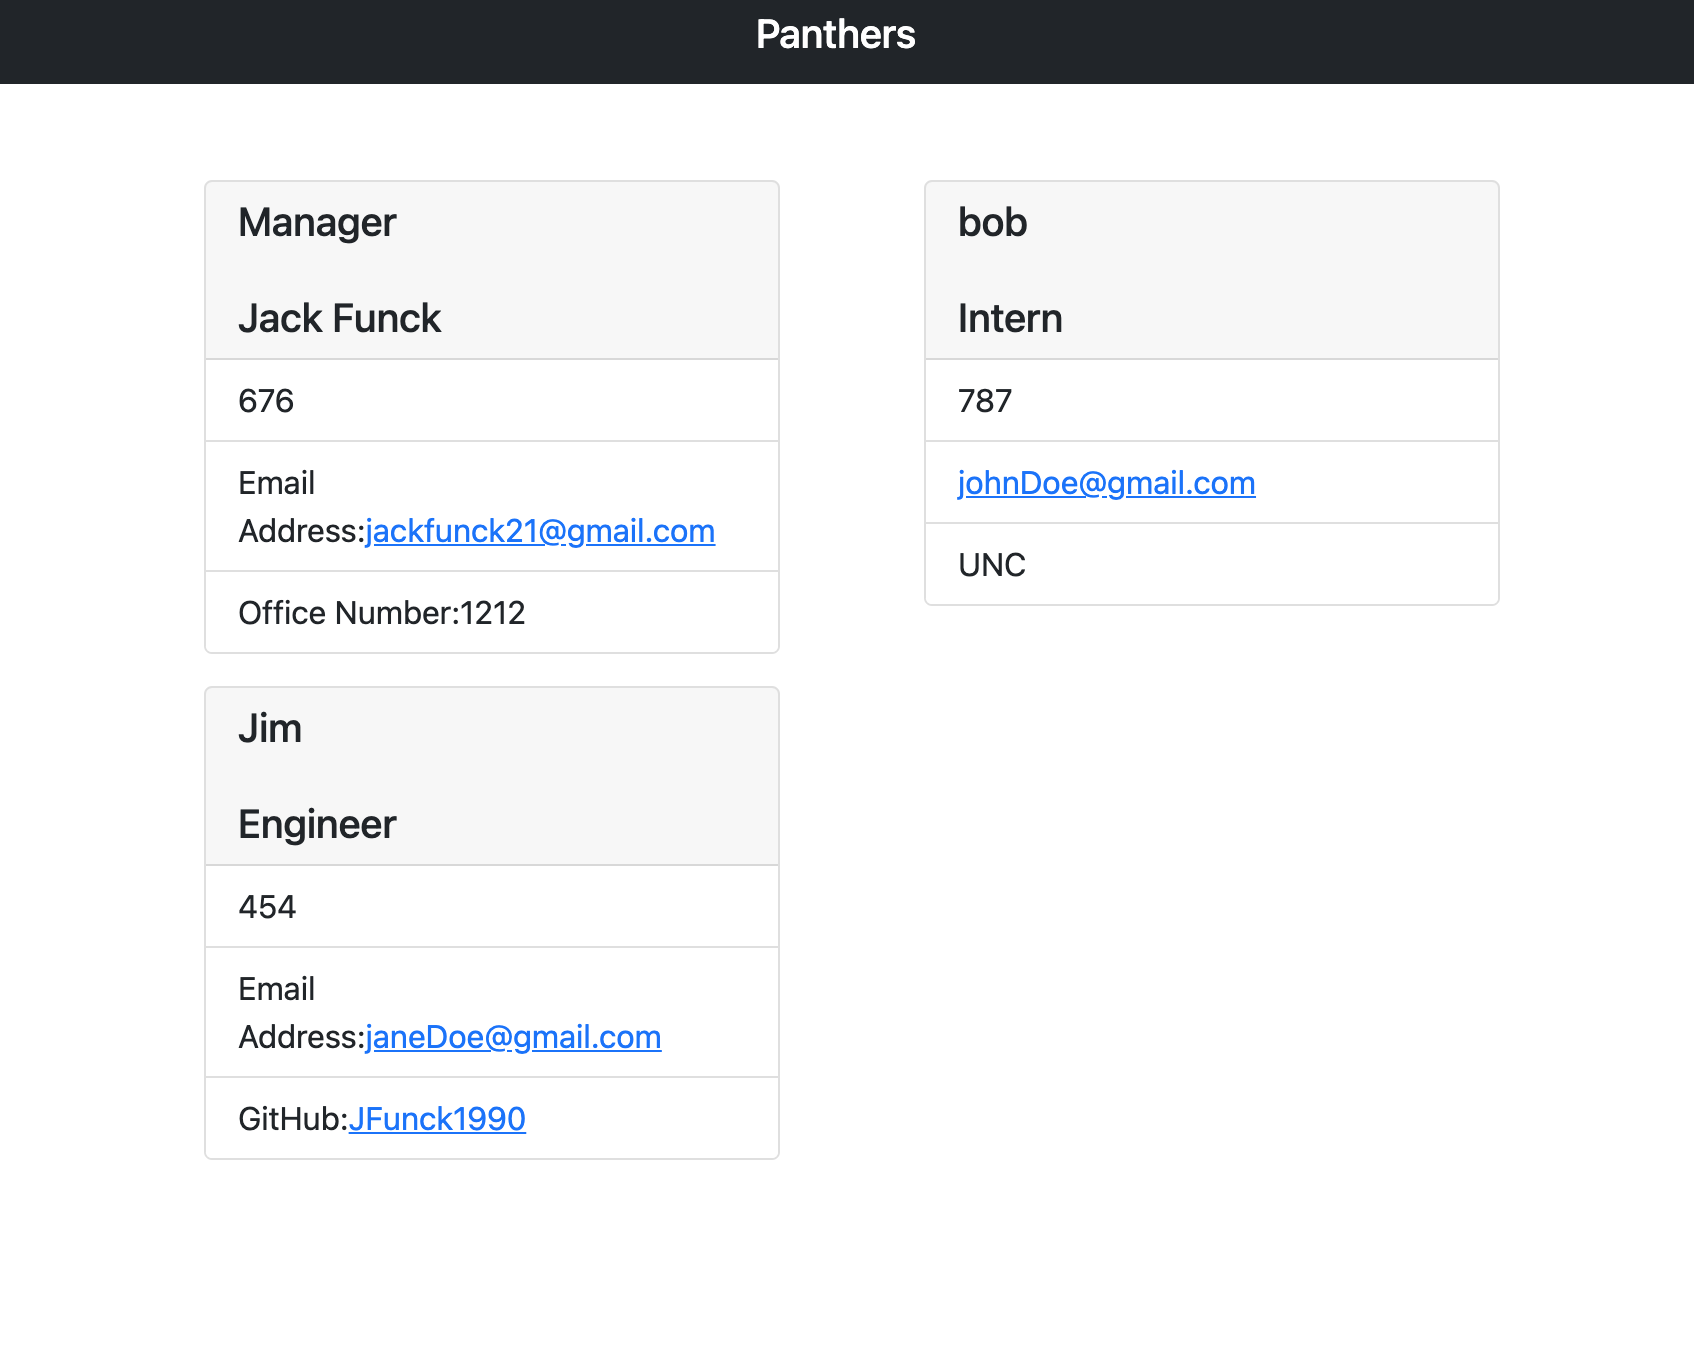 Panthers
Manager
Jack Funck
676
Email
Address:jackfunck21@gmail.com
Office Number:1212
Jim
Engineer
454
Email
Address:janeDoe@gmail.com
GitHub:JFunck1990
bob
Intern
787
johnDoe@gmail.com
UNC